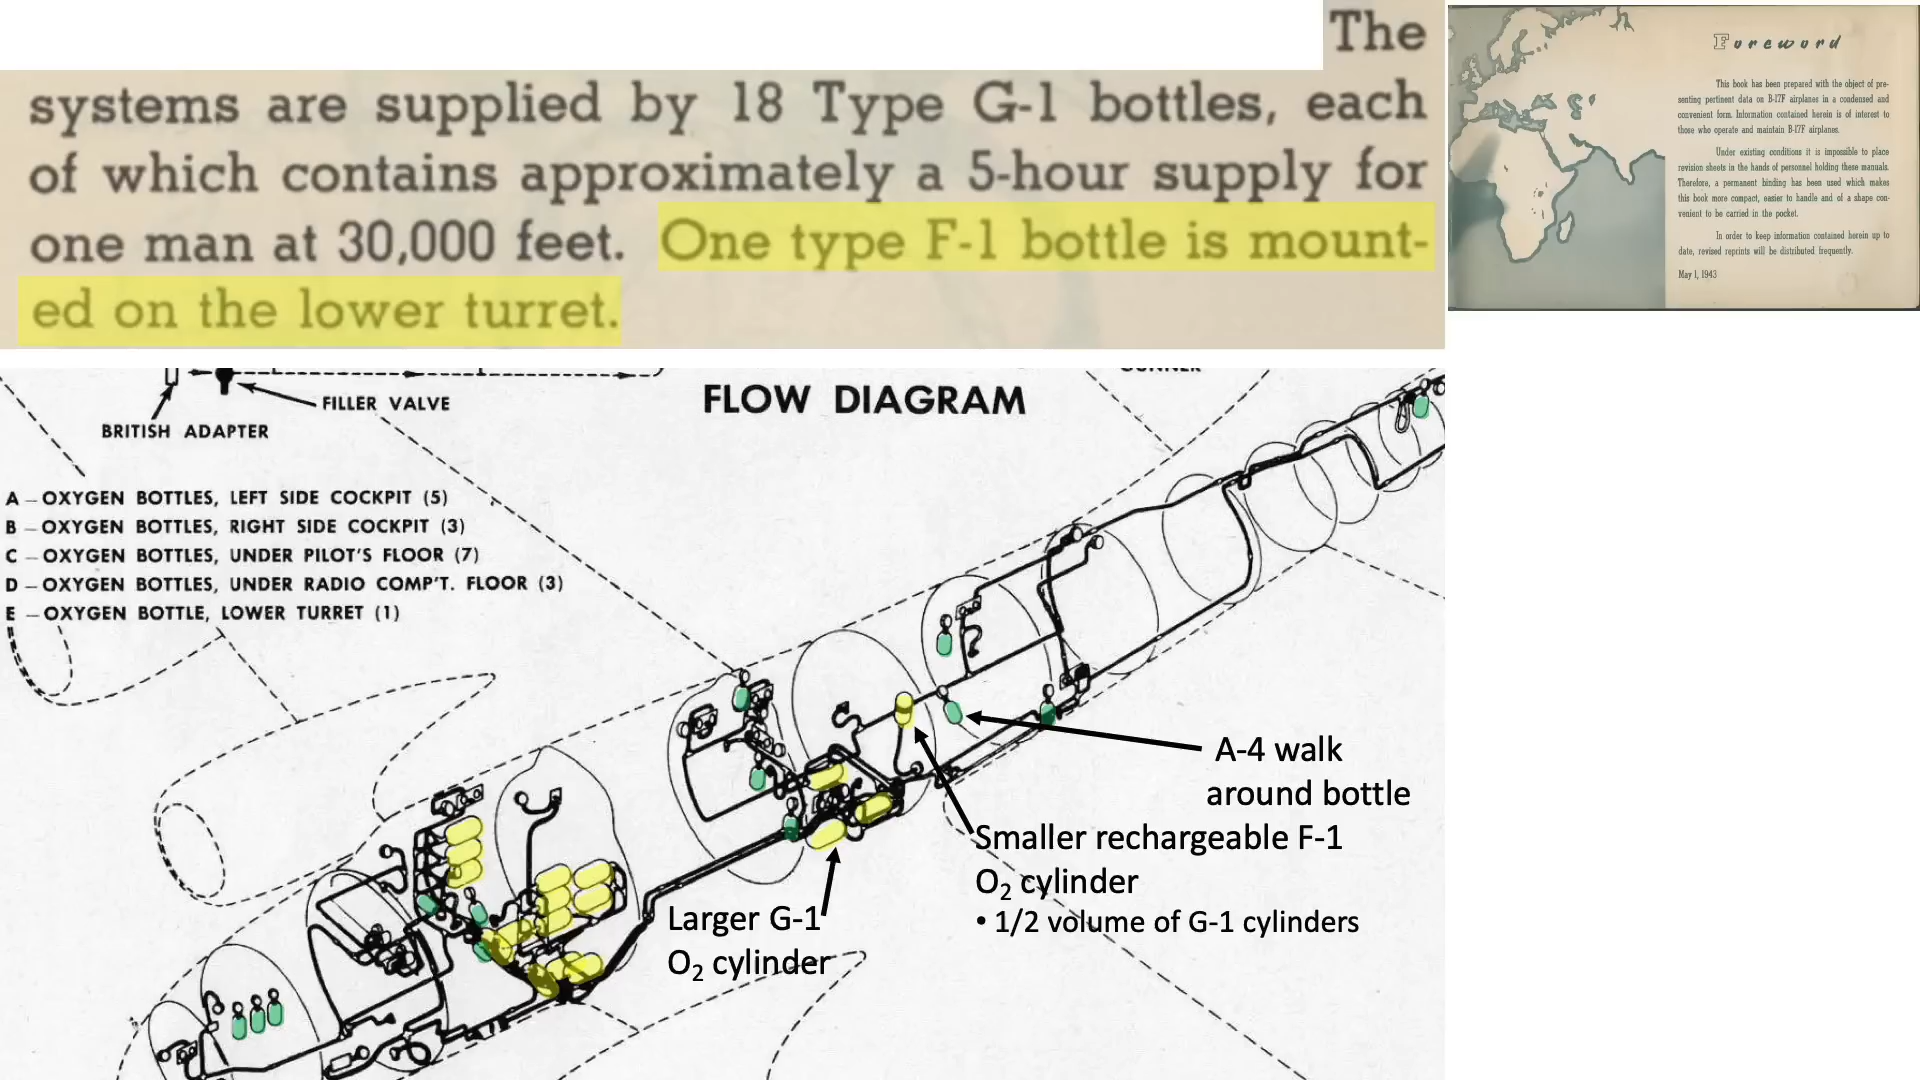 The
systems are supplied by 18 Type G-1 bottles, each
of which contains approximately a 5-hour supply for
one man at 30,000 feet. One type F-1 bottle is mount-
ed on the lower turret.
Foreword
This book has been prepared with the object of pre-
senting pertinent data on B-17F airplanes in a condensed and
convenient form. Information contained herein is of interest to
those who operate and maintain B-17F airplanes.
Under existing conditions it is impossible to place
revision sheets in the hands of personnel holding these manuals.
Therefore, a permanent binding has been used which makes
this book more compact, easier to handle and of a shape con-
venient to be carried in the pocket.
In order to keep information contained herein up to
date, revised reprints will be distributed frequently.
May 1, 1943
GUNNER
FILLER VALVE
FLOW DIAGRAM
BRITISH ADAPTER
A - OXYGEN BOTTLES, LEFT SIDE COCKPIT (5)
B - OXYGEN BOTTLES, RIGHT SIDE COCKPIT (3)
C - OXYGEN BOTTLES, UNDER PILOT'S FLOOR (7)
D - OXYGEN BOTTLES, UNDER RADIO COMP'T. FLOOR (3)
E - OXYGEN BOTTLE, LOWER TURRET (1)
A-4 walk
around bottle
Smaller rechargeable F-1
O2 cylinder
• 1/2 volume of G-1 cylinders
Larger G-1
O2 cylinder